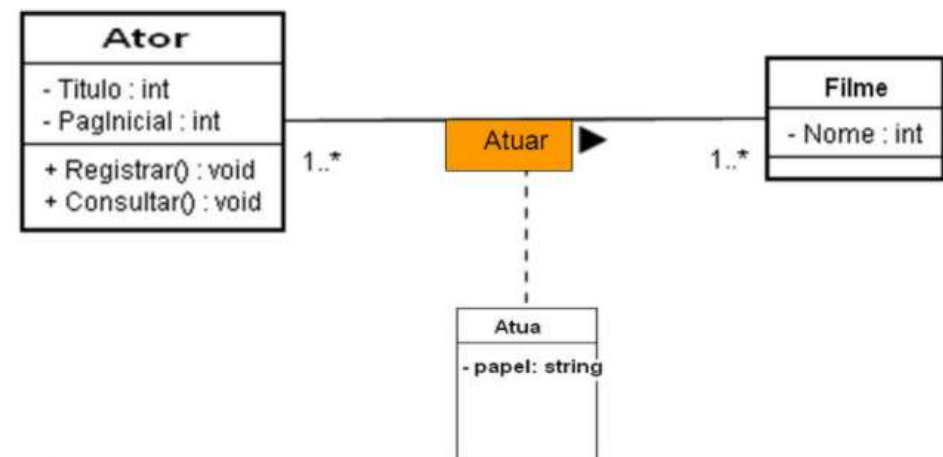 Ator
- Titulo : int
- PagInicial : int
+ Registrar() : void
+ Consultar() : void
1..*
Atuar
1..*
Filme
- Nome : int
Atua
- papel: string